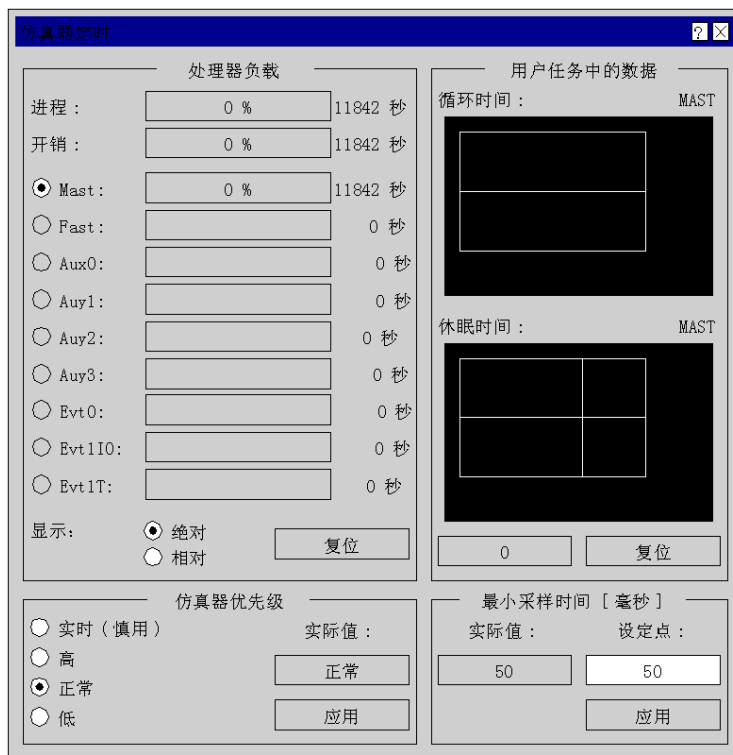 仿真器定时 ?
处理器负载
进程： 0 % 11842 秒
开销： 0 % 11842 秒
Mast: 0 % 11842 秒
Fast: 0 秒
Aux0: 0 秒
Auy1: 0 秒
Auy2: 0 秒
Auy3: 0 秒
Evt0: 0 秒
Evt1I0: 0 秒
Evt1T: 0 秒
显示： 绝对
相对
复位
用户任务中的数据
循环时间： MAST
休眠时间： MAST
0 复位
仿真器优先级
实时（慎用）
高
正常
低
实际值：
正常
应用
最小采样时间 [ 毫秒 ]
实际值： 设定点：
50 50
应用